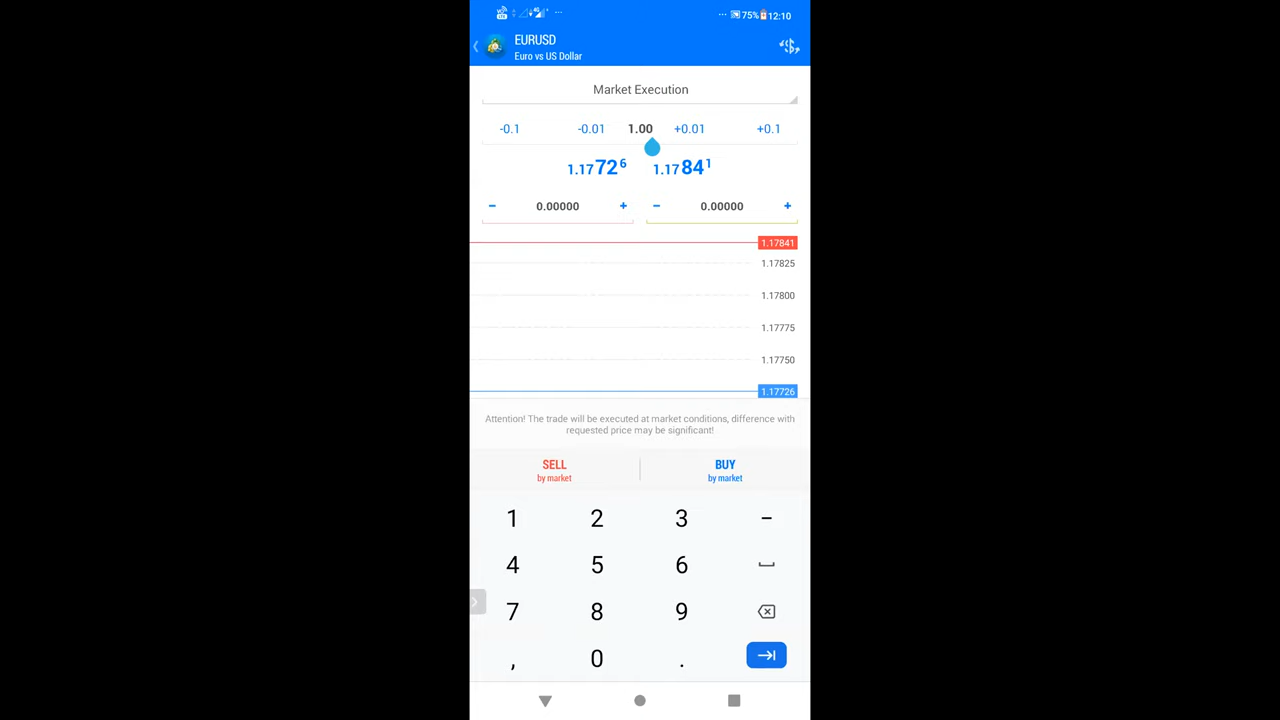 75% 12:10
EURUSD
Euro vs US Dollar
Market Execution
-0.1 -0.01 1.00 +0.01 +0.1
1.17726 1.17841
- 0.00000 + - 0.00000 +
1.17841
1.17825
1.17800
1.17775
1.17750
1.17726
Attention! The trade will be executed at market conditions, difference with
requested price may be significant!
SELL BUY
by market by market
1 2 3 -
4 5 6
7 8 9
, 0 .